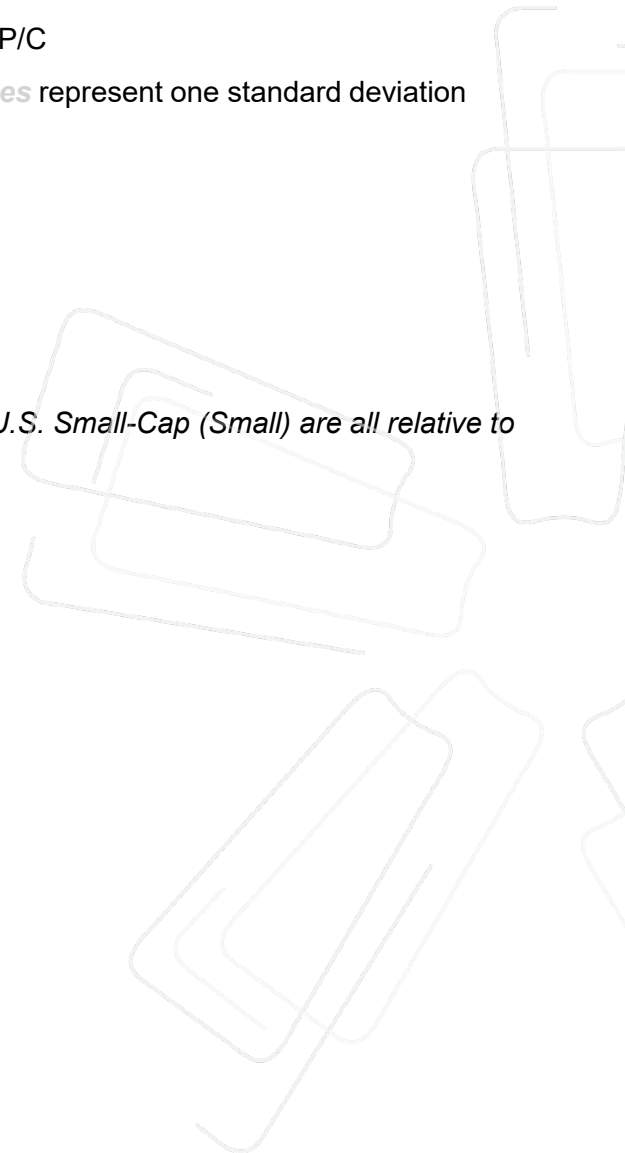 P/C
es represent one standard deviation
U.S. Small-Cap (Small) are all relative to